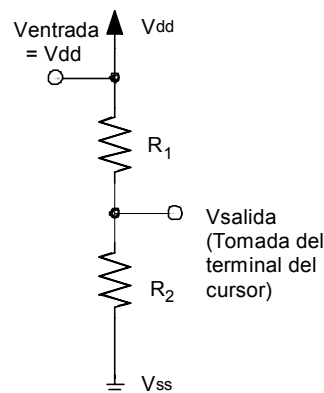 Ventrada
= Vdd
Vdd
R1
Vsalida
(Tomada del
terminal del
cursor)
R2
Vss